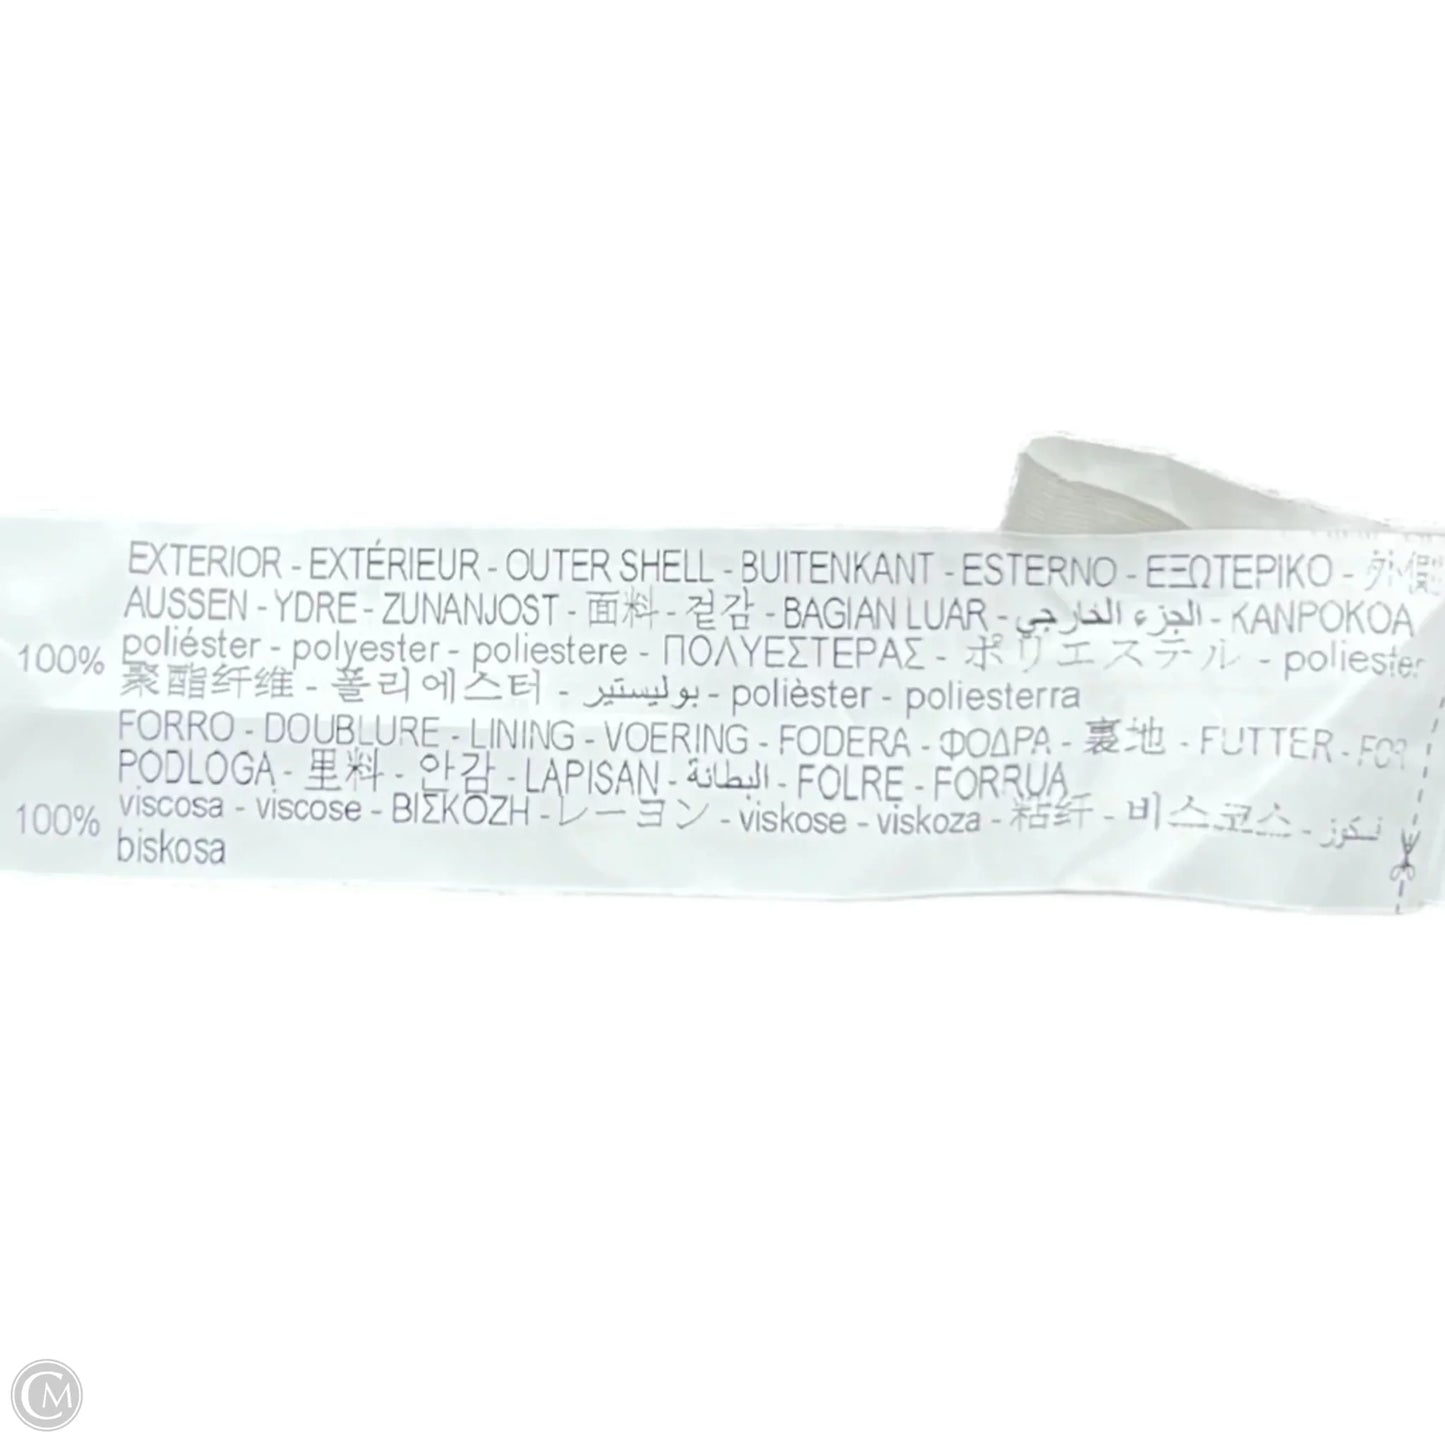 EXTERIOR - EXTÉRIEUR - OUTER SHELL - BUITENKANT - ESTERNO - ΕΞΩΤΕΡΙΚΟ - 外側
AUSSEN - YDRE - ZUNANJOST - 面料 - 겉감 - BAGIAN LUAR - الجزء الخارجي - KANPOKOA
100% poliéster - polyester - poliestere - ΠΟΛΥΕΣΤΕΡΑΣ - ポリエステル - poliester
聚酯纤维 - 폴리에스터 - بوليستير - polièster - poliesterra
FORRO - DOUBLURE - LINING - VOERING - FODERA - ΦΟΔΡΑ - 裏地 - FUTTER -
PODLOGA - 里料 - 안감 - LAPISAN - البطانة - FOLRE - FORRUA
100% viscosa - viscose - ΒΙΣΚΟΖΗ - レーヨン - viskose - viskoza - 粘纤 - 비스코스 -
biskosa
CM